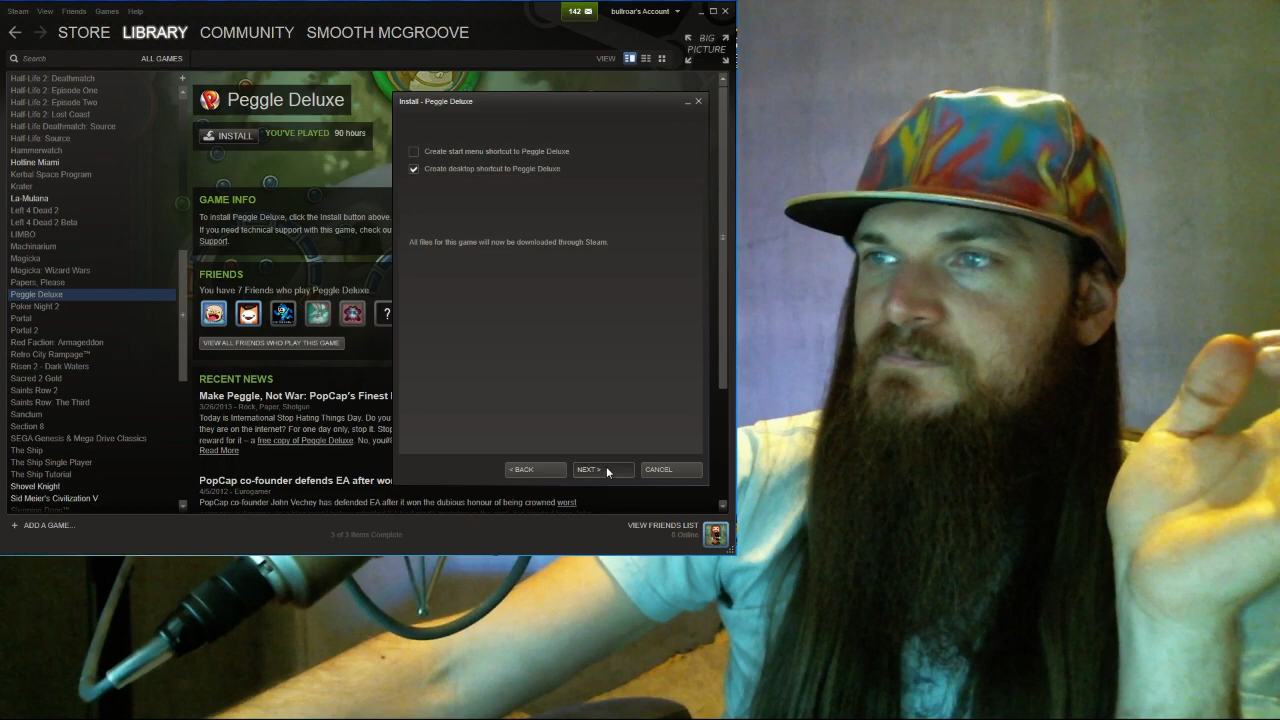 Steam View Friends Games Help
142
bullroar's Account
STORE LIBRARY COMMUNITY SMOOTH MCGROOVE
BIG PICTURE
Search
ALL GAMES
VIEW
Half-Life 2: Deathmatch
Half-Life 2: Episode One
Half-Life 2: Episode Two
Half-Life 2: Lost Coast
Half-Life Deathmatch: Source
Half-Life: Source
Hammerwatch
Hotline Miami
Kerbal Space Program
Krater
La-Mulana
Left 4 Dead 2
Left 4 Dead 2 Beta
LIMBO
Machinarium
Magicka
Magicka: Wizard Wars
Papers, Please
Peggle Deluxe
Poker Night 2
Portal
Portal 2
Red Faction: Armageddon
Retro City Rampage™
Risen 2 - Dark Waters
Sacred 2 Gold
Saints Row 2
Saints Row: The Third
Sanctum
Section 8
SEGA Genesis & Mega Drive Classics
The Ship
The Ship Single Player
The Ship Tutorial
Shovel Knight
Sid Meier's Civilization V
+ ADD A GAME...
Peggle Deluxe
INSTALL
YOU'VE PLAYED 90 hours
GAME INFO
To install Peggle Deluxe, click the Install button above.
If you need technical support with this game, check ou
Support.
FRIENDS
You have 7 Friends who play Peggle Deluxe
?
VIEW ALL FRIENDS WHO PLAY THIS GAME
RECENT NEWS
Make Peggle, Not War: PopCap's Finest
3/26/2013 - Rock, Paper, Shotgun
Today is International Stop Hating Things Day. Do you
they are on the internet? For one day only, stop it. Stop
reward for it – a free copy of Peggle Deluxe. No, you'll
Read More
PopCap co-founder defends EA after wo
4/5/2012 - Eurogamer
PopCap co-founder John Vechey has defended EA after it won the dubious honour of being crowned worst
Install - Peggle Deluxe
Create start menu shortcut to Peggle Deluxe
Create desktop shortcut to Peggle Deluxe
All files for this game will now be downloaded through Steam.
< BACK
NEXT >
CANCEL
3 of 3 Items Complete
VIEW FRIENDS LIST
6 Online